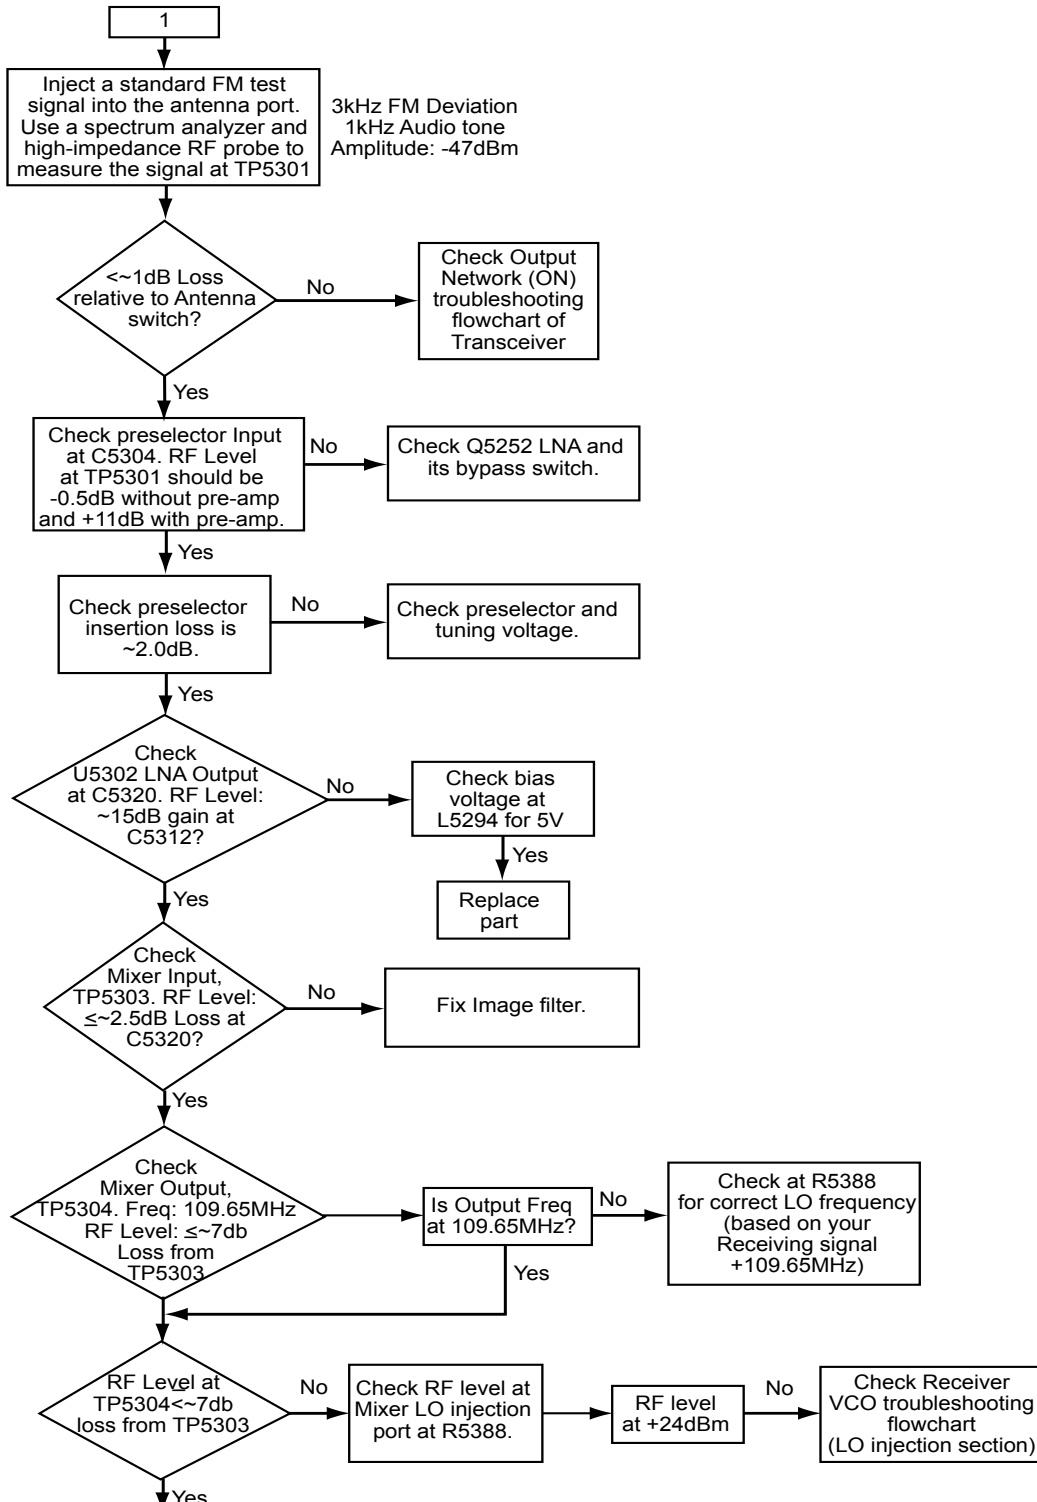 1
Inject a standard FM test
signal into the antenna port.
Use a spectrum analyzer and
high-impedance RF probe to
measure the signal at TP5301
3kHz FM Deviation
1kHz Audio tone
Amplitude: -47dBm
<~1dB Loss
relative to Antenna
switch?
No
Check Output
Network (ON)
troubleshooting
flowchart of
Transceiver
Yes
Check preselector Input
at C5304. RF Level
at TP5301 should be
-0.5dB without pre-amp
and +11dB with pre-amp.
No
Check Q5252 LNA and
its bypass switch.
Yes
Check preselector
insertion loss is
~2.0dB.
No
Check preselector and
tuning voltage.
Yes
Check
U5302 LNA Output
at C5320. RF Level:
~15dB gain at
C5312?
No
Check bias
voltage at
L5294 for 5V
Yes
Replace
part
Yes
Check
Mixer Input,
TP5303. RF Level:
≤~2.5dB Loss at
C5320?
No
Fix Image filter.
Yes
Check
Mixer Output,
TP5304. Freq: 109.65MHz
RF Level: ≤~7db
Loss from
TP5303
Is Output Freq
at 109.65MHz?
No
Check at R5388
for correct LO frequency
(based on your
Receiving signal
+109.65MHz)
Yes
RF Level at
TP5304<~7db
loss from TP5303
No
Check RF level at
Mixer LO injection
port at R5388.
RF level
at +24dBm
No
Check Receiver
VCO troubleshooting
flowchart
(LO injection section)
Yes